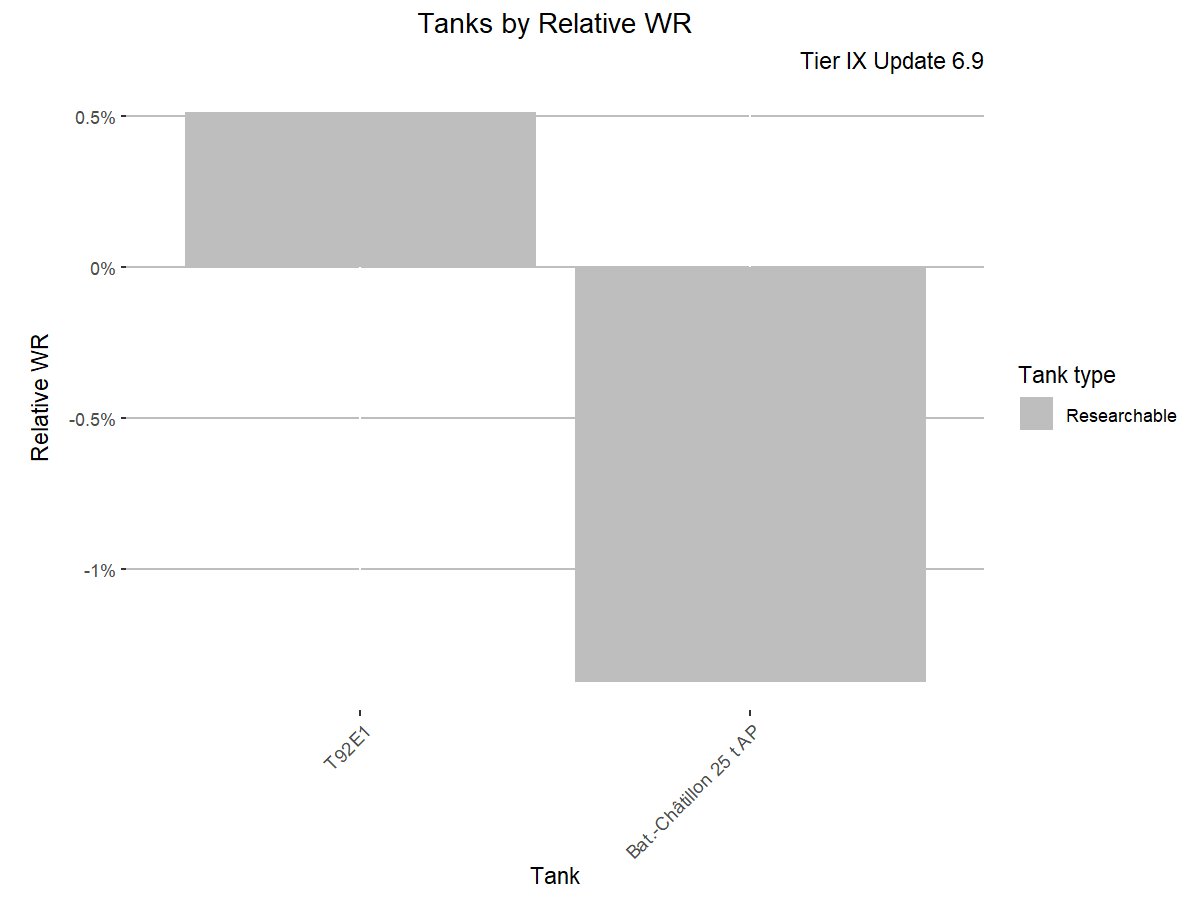 Tanks by Relative WR
Tier IX Update 6.9
0.5%
0%
-0.5%
-1%
Relative WR
T92E1
Bat.-Châtillon 25 t AP
Tank
Tank type
Researchable